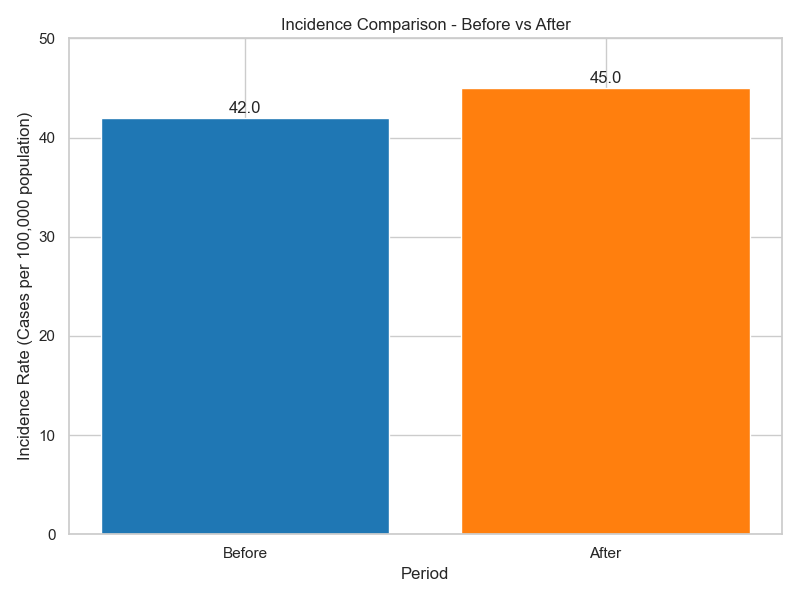 Incidence Comparison - Before vs After
Incidence Rate (Cases per 100,000 population)
50
40
30
20
10
0
42.0
45.0
Before
After
Period